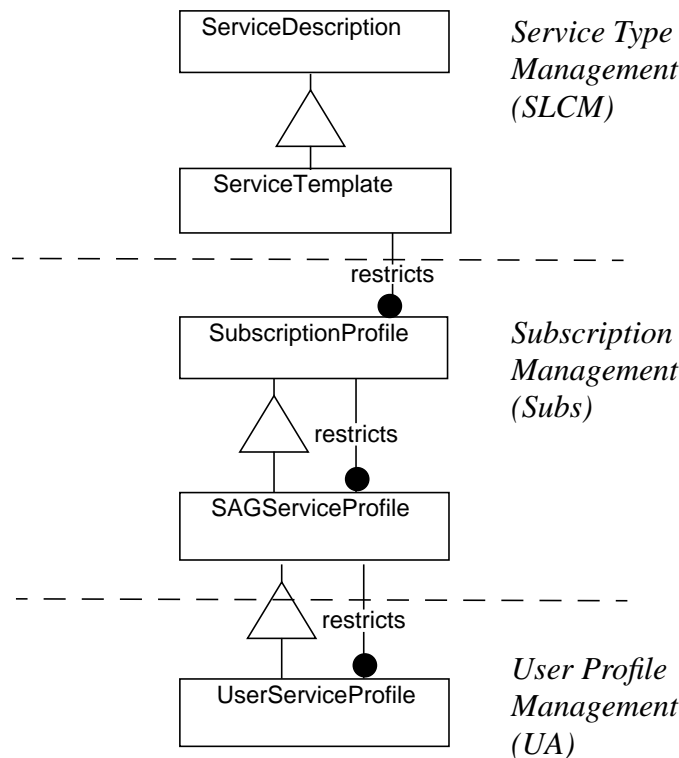 ServiceDescription
Service Type
Management
(SLCM)
ServiceTemplate
restricts
SubscriptionProfile
Subscription
Management
(Subs)
restricts
SAGServiceProfile
restricts
UserServiceProfile
User Profile
Management
(UA)